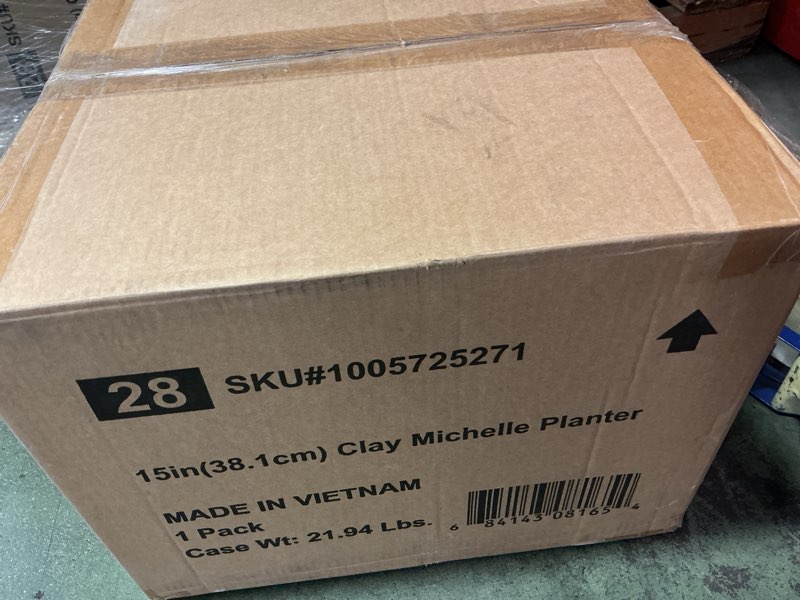 28 SKU#1005725271
15in(38.1cm) Clay Michelle Planter
MADE IN VIETNAM
1 Pack
Case Wt: 21.94 Lbs.
6 84143 08165 4
SKU#